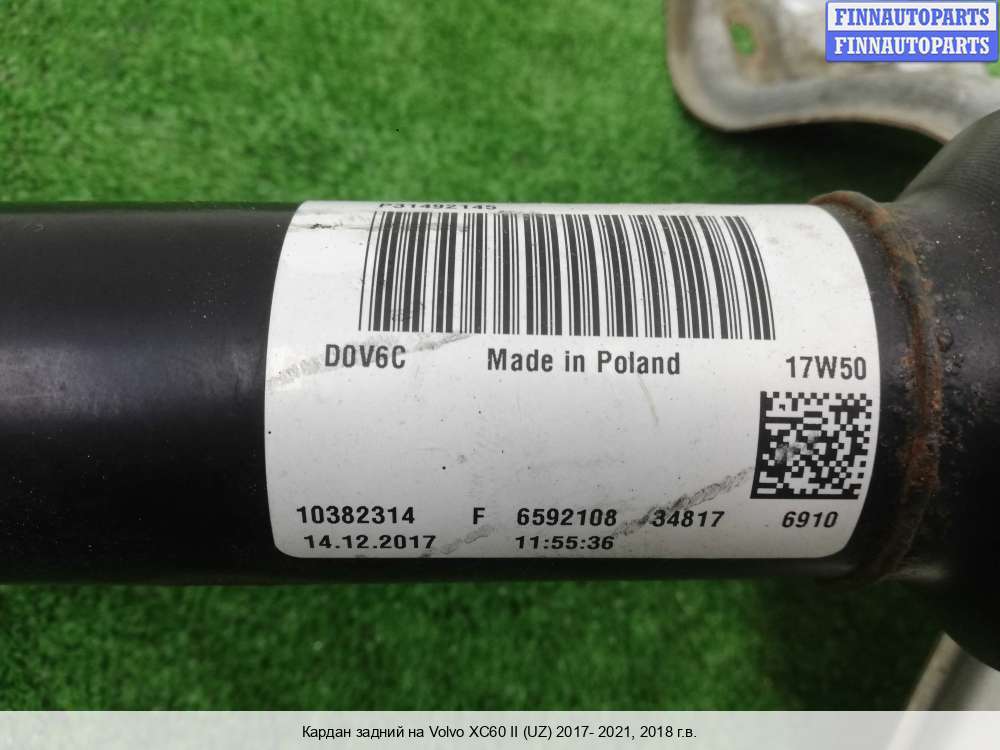 FINNAUTOPARTS
FINNAUTOPARTS
P31492145
D0V6C Made in Poland 17W50
10382314 F 6592108 34817 6910
14.12.2017 11:55:36
Кардан задний на Volvo XC60 II (UZ) 2017- 2021, 2018 г.в.